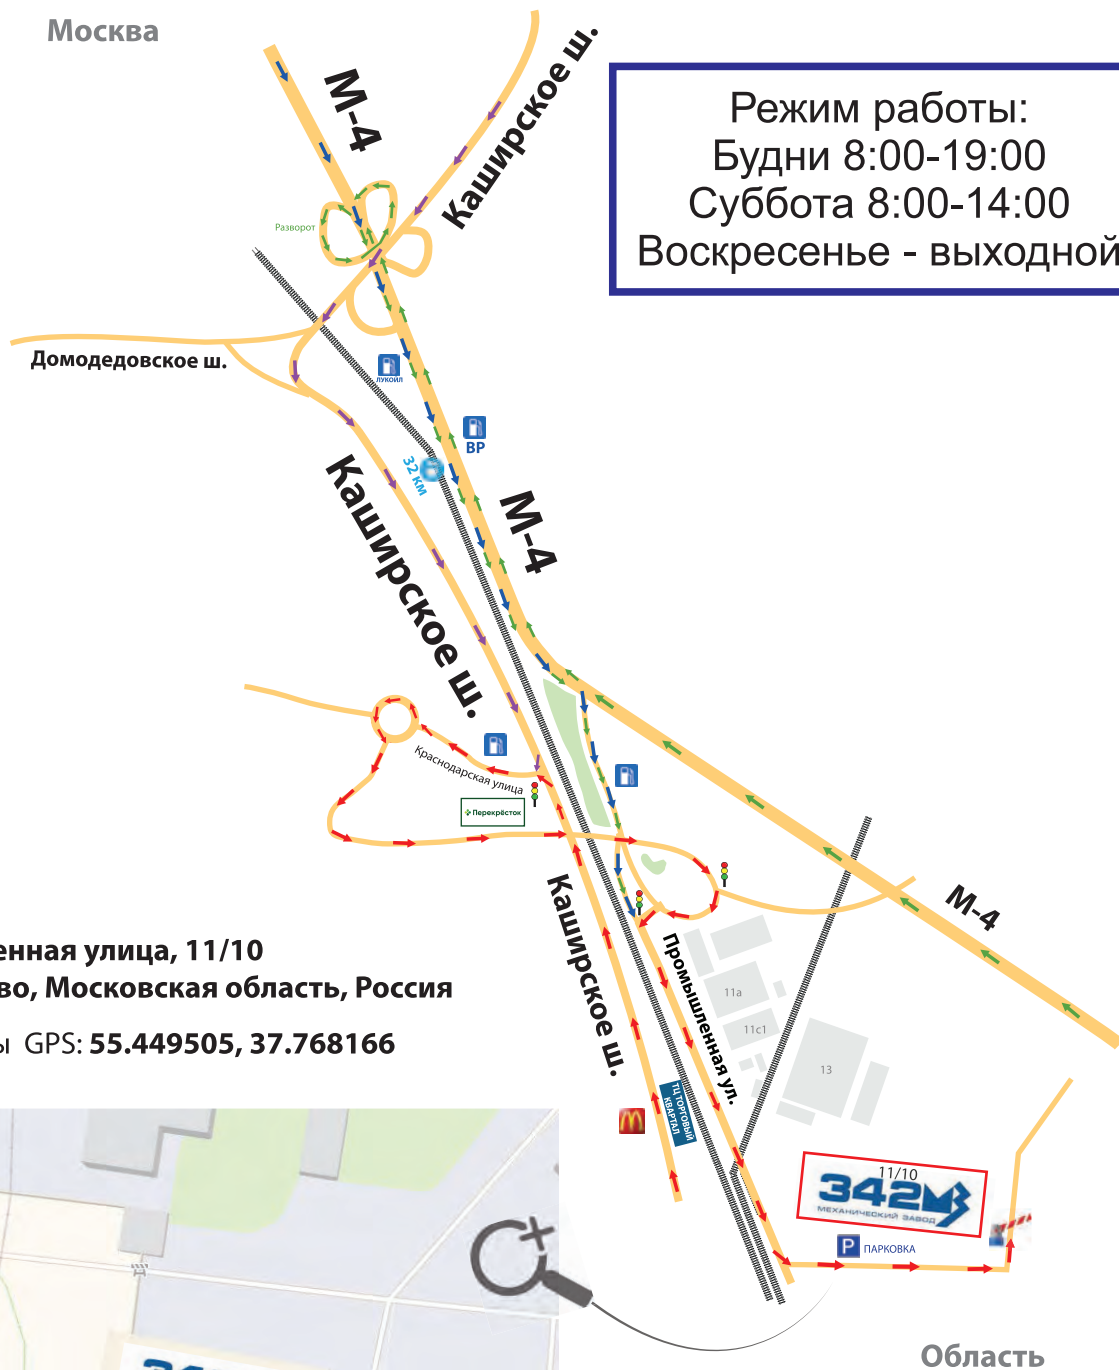 Москва
М-4
Каширское ш.
Режим работы:
Будни 8:00-19:00
Суббота 8:00-14:00
Воскресенье - выходной
Разворот
Домодедовское ш.
ЛУКОЙЛ
BP
32 км
Каширское ш.
М-4
Краснодарская улица
Перекрёсток
Каширское ш.
М-4
Промышленная ул.
11а
11с1
13
енная улица, 11/10
во, Московская область, Россия
ы GPS: 55.449505, 37.768166
ТЦ ТОРГОВЫЙ
КВАРТАЛ
11/10
342МЗ
МЕХАНИЧЕСКИЙ ЗАВОД
P ПАРКОВКА
Область